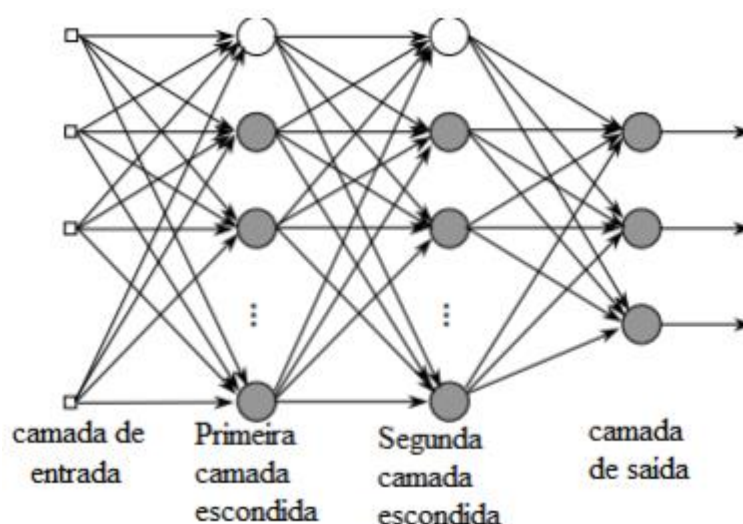 ...
...
camada de
entrada
Primeira
camada
escondida
Segunda
camada
escondida
camada
de saída